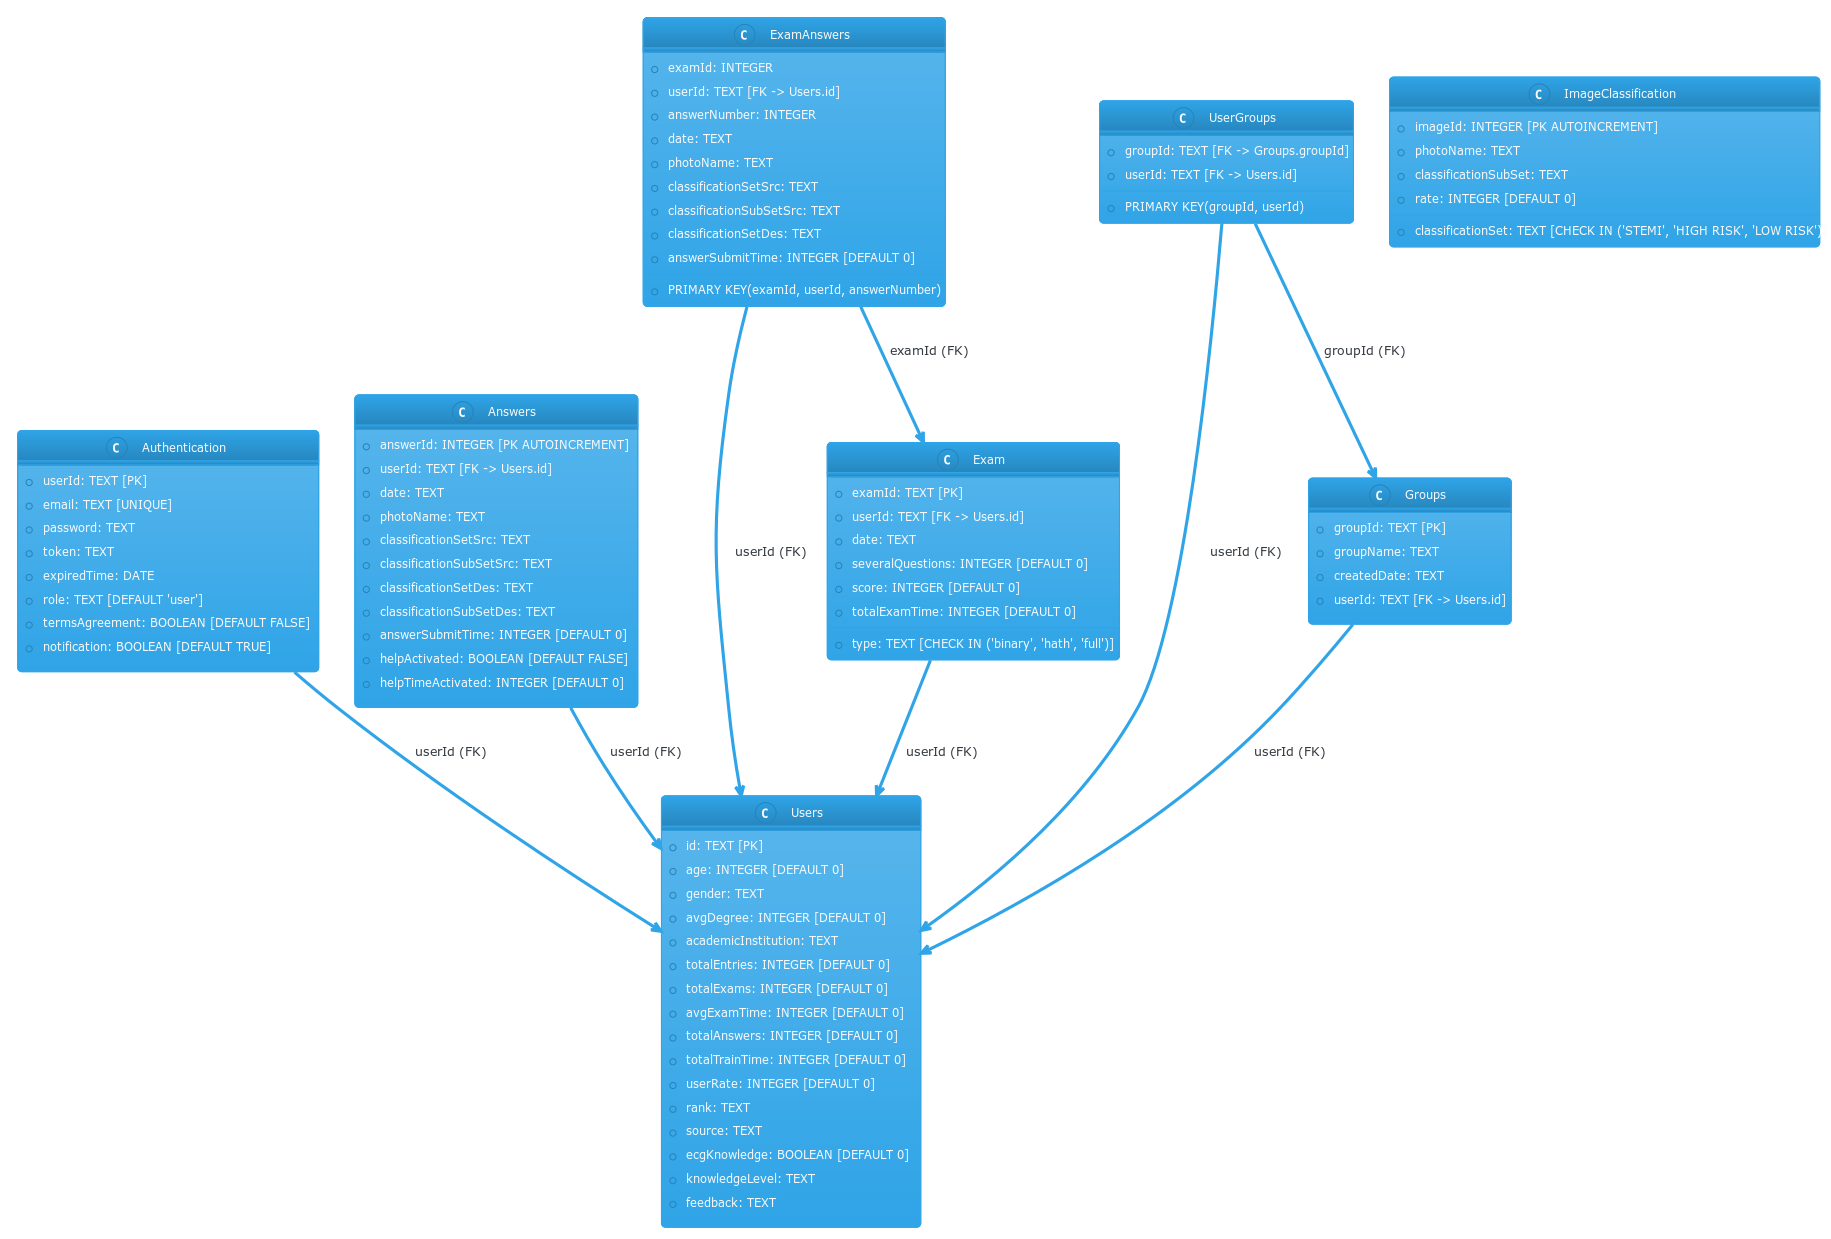 C ExamAnswers
examId: INTEGER
userId: TEXT [FK -> Users.id]
answerNumber: INTEGER
date: TEXT
photoName: TEXT
classificationSetSrc: TEXT
classificationSubSetSrc: TEXT
classificationSetDes: TEXT
answerSubmitTime: INTEGER [DEFAULT 0]
PRIMARY KEY(examId, userId, answerNumber)
C UserGroups
groupId: TEXT [FK -> Groups.groupId]
userId: TEXT [FK -> Users.id]
PRIMARY KEY(groupId, userId)
C ImageClassification
imageId: INTEGER [PK AUTOINCREMENT]
photoName: TEXT
classificationSubSet: TEXT
rate: INTEGER [DEFAULT 0]
classificationSet: TEXT [CHECK IN ('STEMI', 'HIGH RISK', 'LOW RISK')
examId (FK)
groupId (FK)
C Authentication
userId: TEXT [PK]
email: TEXT [UNIQUE]
password: TEXT
token: TEXT
expiredTime: DATE
role: TEXT [DEFAULT 'user']
termsAgreement: BOOLEAN [DEFAULT FALSE]
notification: BOOLEAN [DEFAULT TRUE]
C Answers
answerId: INTEGER [PK AUTOINCREMENT]
userId: TEXT [FK -> Users.id]
date: TEXT
photoName: TEXT
classificationSetSrc: TEXT
classificationSubSetSrc: TEXT
classificationSetDes: TEXT
classificationSubSetDes: TEXT
answerSubmitTime: INTEGER [DEFAULT 0]
helpActivated: BOOLEAN [DEFAULT FALSE]
helpTimeActivated: INTEGER [DEFAULT 0]
userId (FK)
C Exam
examId: TEXT [PK]
userId: TEXT [FK -> Users.id]
date: TEXT
severalQuestions: INTEGER [DEFAULT 0]
score: INTEGER [DEFAULT 0]
totalExamTime: INTEGER [DEFAULT 0]
type: TEXT [CHECK IN ('binary', 'hath', 'full')]
userId (FK)
C Groups
groupId: TEXT [PK]
groupName: TEXT
createdDate: TEXT
userId: TEXT [FK -> Users.id]
userId (FK)
userId (FK)
userId (FK)
userId (FK)
C Users
id: TEXT [PK]
age: INTEGER [DEFAULT 0]
gender: TEXT
avgDegree: INTEGER [DEFAULT 0]
academicInstitution: TEXT
totalEntries: INTEGER [DEFAULT 0]
totalExams: INTEGER [DEFAULT 0]
avgExamTime: INTEGER [DEFAULT 0]
totalAnswers: INTEGER [DEFAULT 0]
totalTrainTime: INTEGER [DEFAULT 0]
userRate: INTEGER [DEFAULT 0]
rank: TEXT
source: TEXT
ecgKnowledge: BOOLEAN [DEFAULT 0]
knowledgeLevel: TEXT
feedback: TEXT